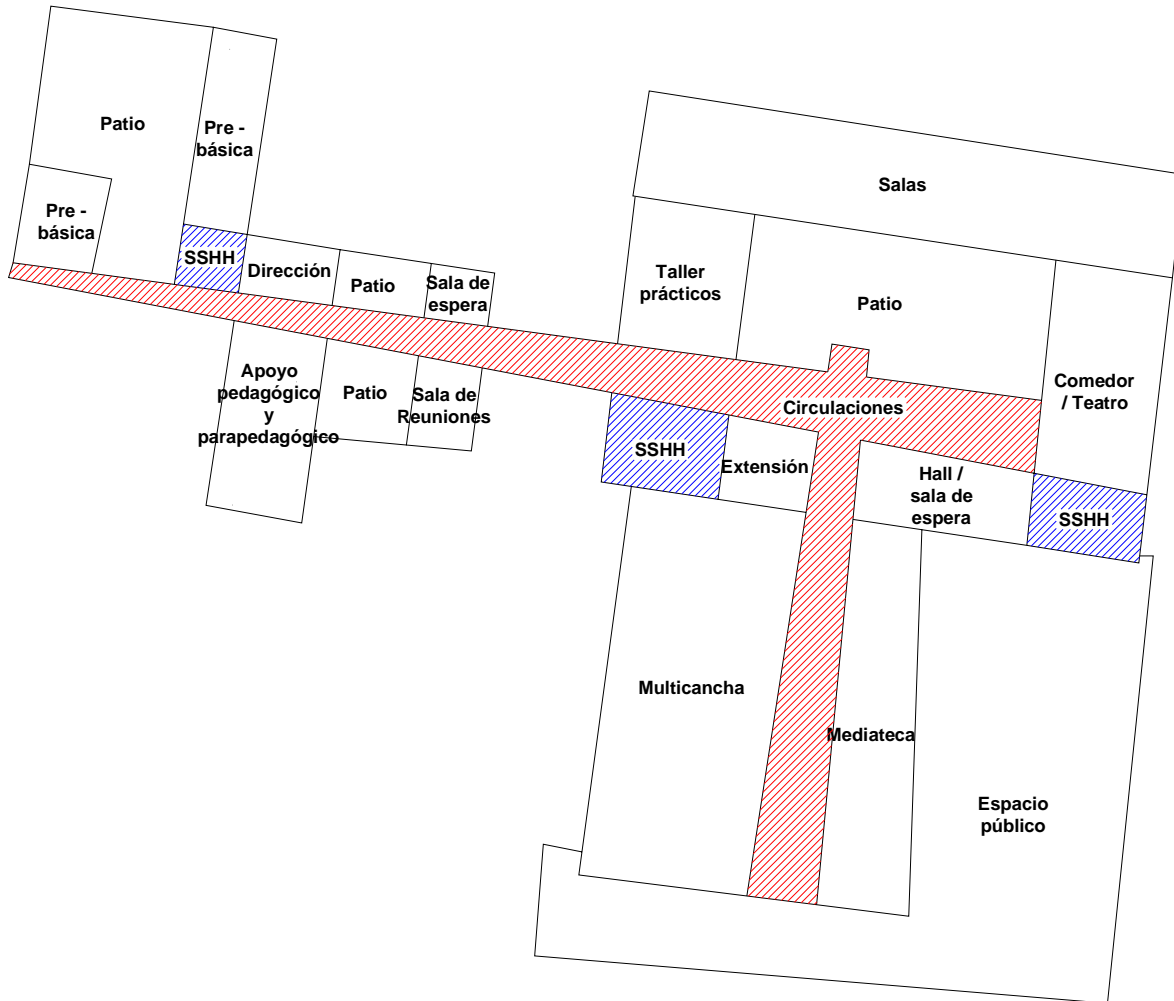 Patio
Pre -
básica
Pre -
básica
SSHH
Dirección
Patio
Sala de
espera
Apoyo
pedagógico
y
parapedagógico
Patio
Sala de
Reuniones
Salas
Taller
prácticos
Patio
Comedor
/ Teatro
Circulaciones
SSHH
Extensión
Hall /
sala de
espera
SSHH
Multicancha
Mediateca
Espacio
público